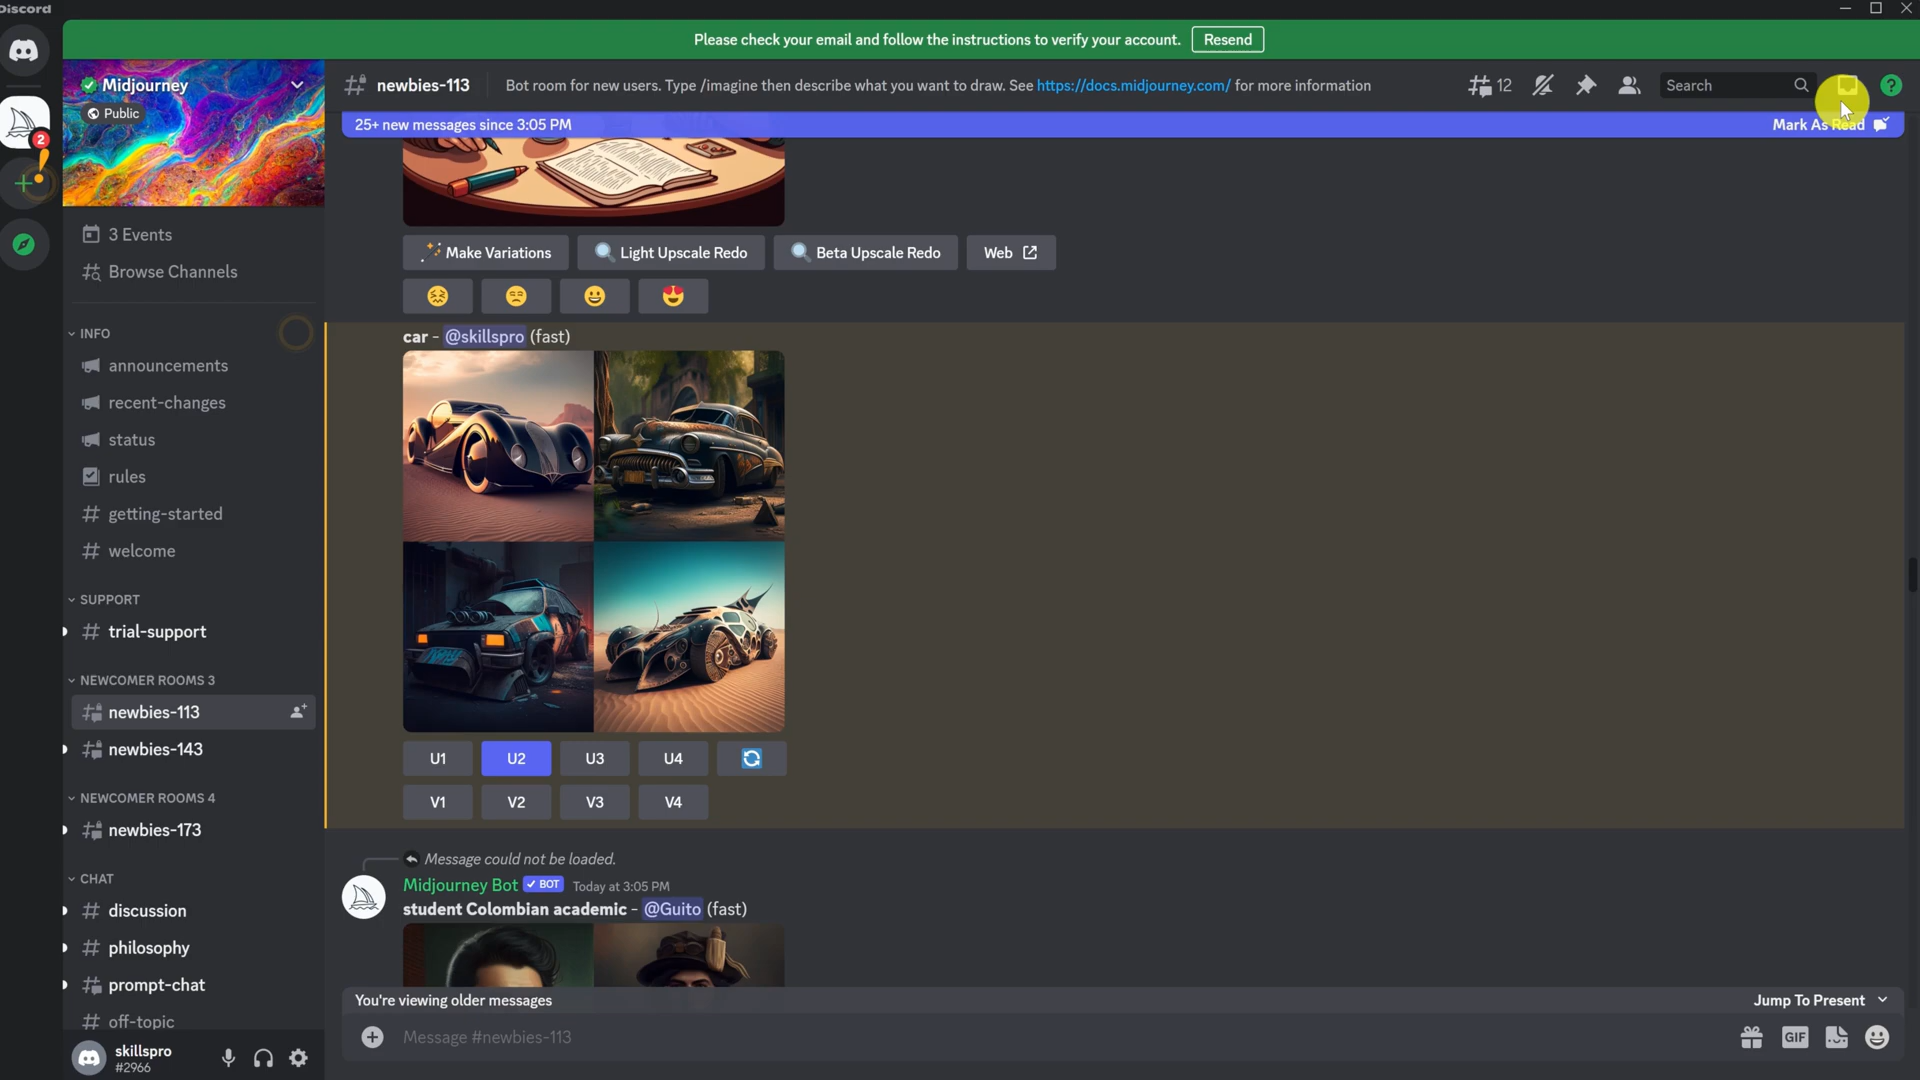 Discord
Please check your email and follow the instructions to verify your account. Resend
Midjourney
Public
newbies-113 Bot room for new users. Type /imagine then describe what you want to draw. See https://docs.midjourney.com/ for more information
12
Search
25+ new messages since 3:05 PM
Mark As Read
2
3 Events
Browse Channels
INFO
announcements
recent-changes
status
rules
getting-started
welcome
SUPPORT
trial-support
NEWCOMER ROOMS 3
newbies-113
newbies-143
NEWCOMER ROOMS 4
newbies-173
CHAT
discussion
philosophy
prompt-chat
off-topic
skillspro
#2966
Make Variations Light Upscale Redo Beta Upscale Redo Web
car - @skillspro (fast)
U1 U2 U3 U4
V1 V2 V3 V4
Message could not be loaded.
Midjourney Bot BOT Today at 3:05 PM
student Colombian academic - @Guito (fast)
You're viewing older messages
Jump To Present
Message #newbies-113
GIF